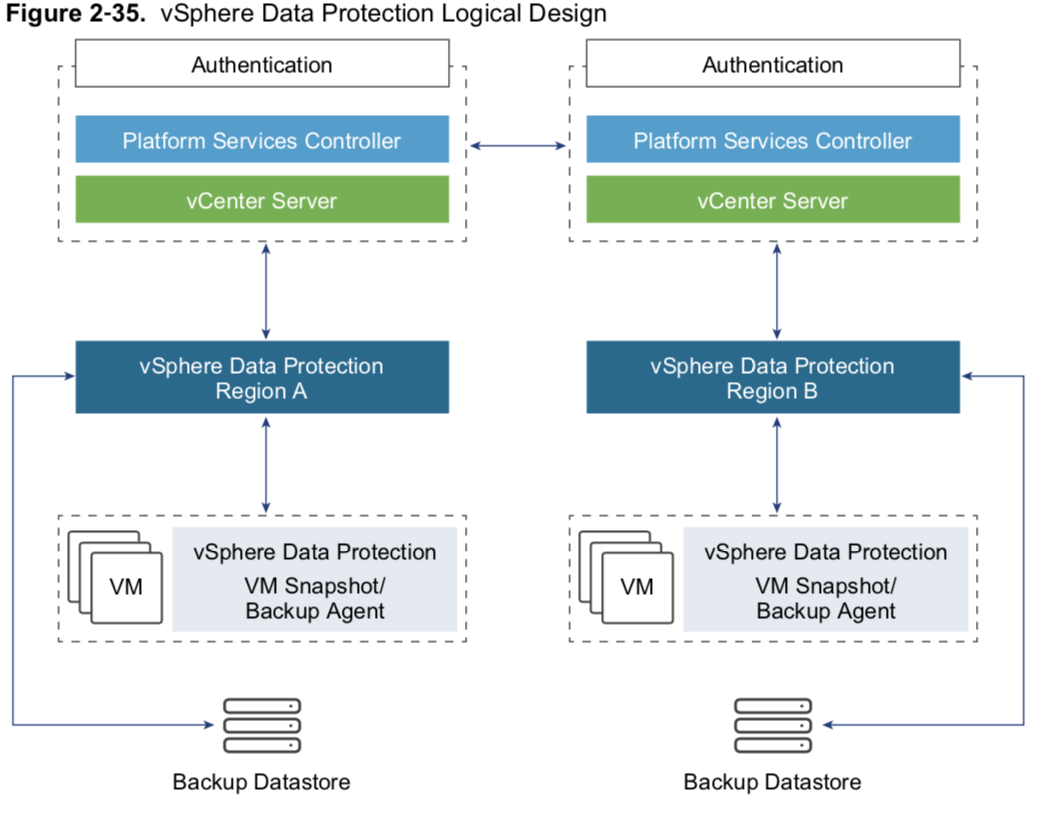 Figure 2-35. vSphere Data Protection Logical Design
Authentication
Platform Services Controller
vCenter Server
vSphere Data Protection
Region A
VM
vSphere Data Protection
VM Snapshot/
Backup Agent
Backup Datastore
Authentication
Platform Services Controller
vCenter Server
vSphere Data Protection
Region B
VM
vSphere Data Protection
VM Snapshot/
Backup Agent
Backup Datastore